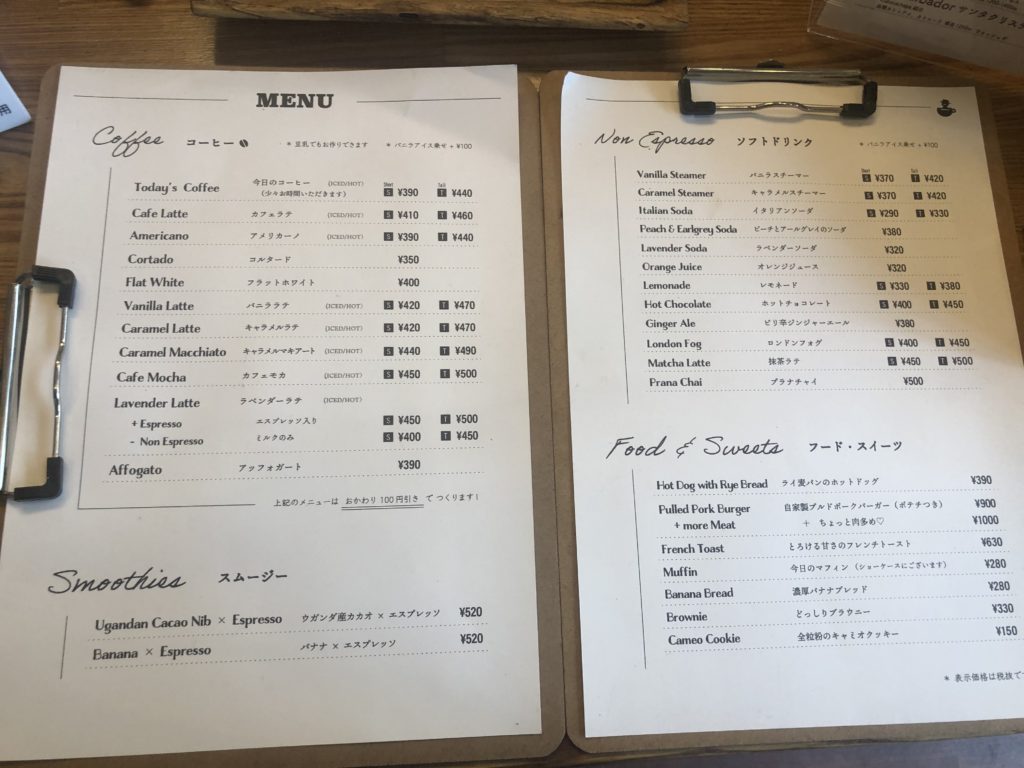 MENU
Coffee コーヒー ＊豆乳でもお作りできます ＊バニラアイス乗せ + ¥100
Short Tall
Today's Coffee 今日のコーヒー (ICED/HOT) S ¥390 T ¥440
(少々お時間いただきます)
Cafe Latte カフェラテ (ICED/HOT) S ¥410 T ¥460
Americano アメリカーノ (ICED/HOT) S ¥390 T ¥440
Cortado コルタード ¥350
Flat White フラットホワイト ¥400
Vanilla Latte バニララテ (ICED/HOT) S ¥420 T ¥470
Caramel Latte キャラメルラテ (ICED/HOT) S ¥420 T ¥470
Caramel Macchiato キャラメルマキアート (ICED/HOT) S ¥440 T ¥490
Cafe Mocha カフェモカ (ICED/HOT) S ¥450 T ¥500
Lavender Latte ラベンダーラテ (ICED/HOT)
+ Espresso エスプレッソ入り S ¥450 T ¥500
- Non Espresso ミルクのみ S ¥400 T ¥450
Affogato アッフォガート ¥390
上記のメニューは おかわり100円引き で つくります!
Smoothies スムージー
Ugandan Cacao Nib × Espresso ウガンダ産カカオ × エスプレッソ ¥520
Banana × Espresso バナナ × エスプレッソ ¥520
Non Espresso ソフトドリンク ＊バニラアイス乗せ + ¥100
Short Tall
Vanilla Steamer バニラスチーマー S ¥370 T ¥420
Caramel Steamer キャラメルスチーマー S ¥370 T ¥420
Italian Soda イタリアンソーダ S ¥290 T ¥330
Peach & Earlgrey Soda ピーチとアールグレイのソーダ ¥380
Lavender Soda ラベンダーソーダ ¥320
Orange Juice オレンジジュース ¥320
Lemonade レモネード S ¥330 T ¥380
Hot Chocolate ホットチョコレート S ¥400 T ¥450
Ginger Ale ピリ辛ジンジャーエール ¥380
London Fog ロンドンフォグ S ¥400 T ¥450
Matcha Latte 抹茶ラテ S ¥450 T ¥500
Prana Chai プラナチャイ ¥500
Food & Sweets フード・スイーツ
Hot Dog with Rye Bread ライ麦パンのホットドッグ ¥390
Pulled Pork Burger 自家製プルドポークバーガー(ポテチつき) ¥900
+ more Meat + ちょっと肉多め♡ ¥1000
French Toast とろける甘さのフレンチトースト ¥630
Muffin 今日のマフィン(ショーケースにございます) ¥280
Banana Bread 濃厚バナナブレッド ¥280
Brownie どっしりブラウニー ¥330
Cameo Cookie 全粒粉のキャミオクッキー ¥150
＊表示価格は税抜で
用
bador サンタクリス